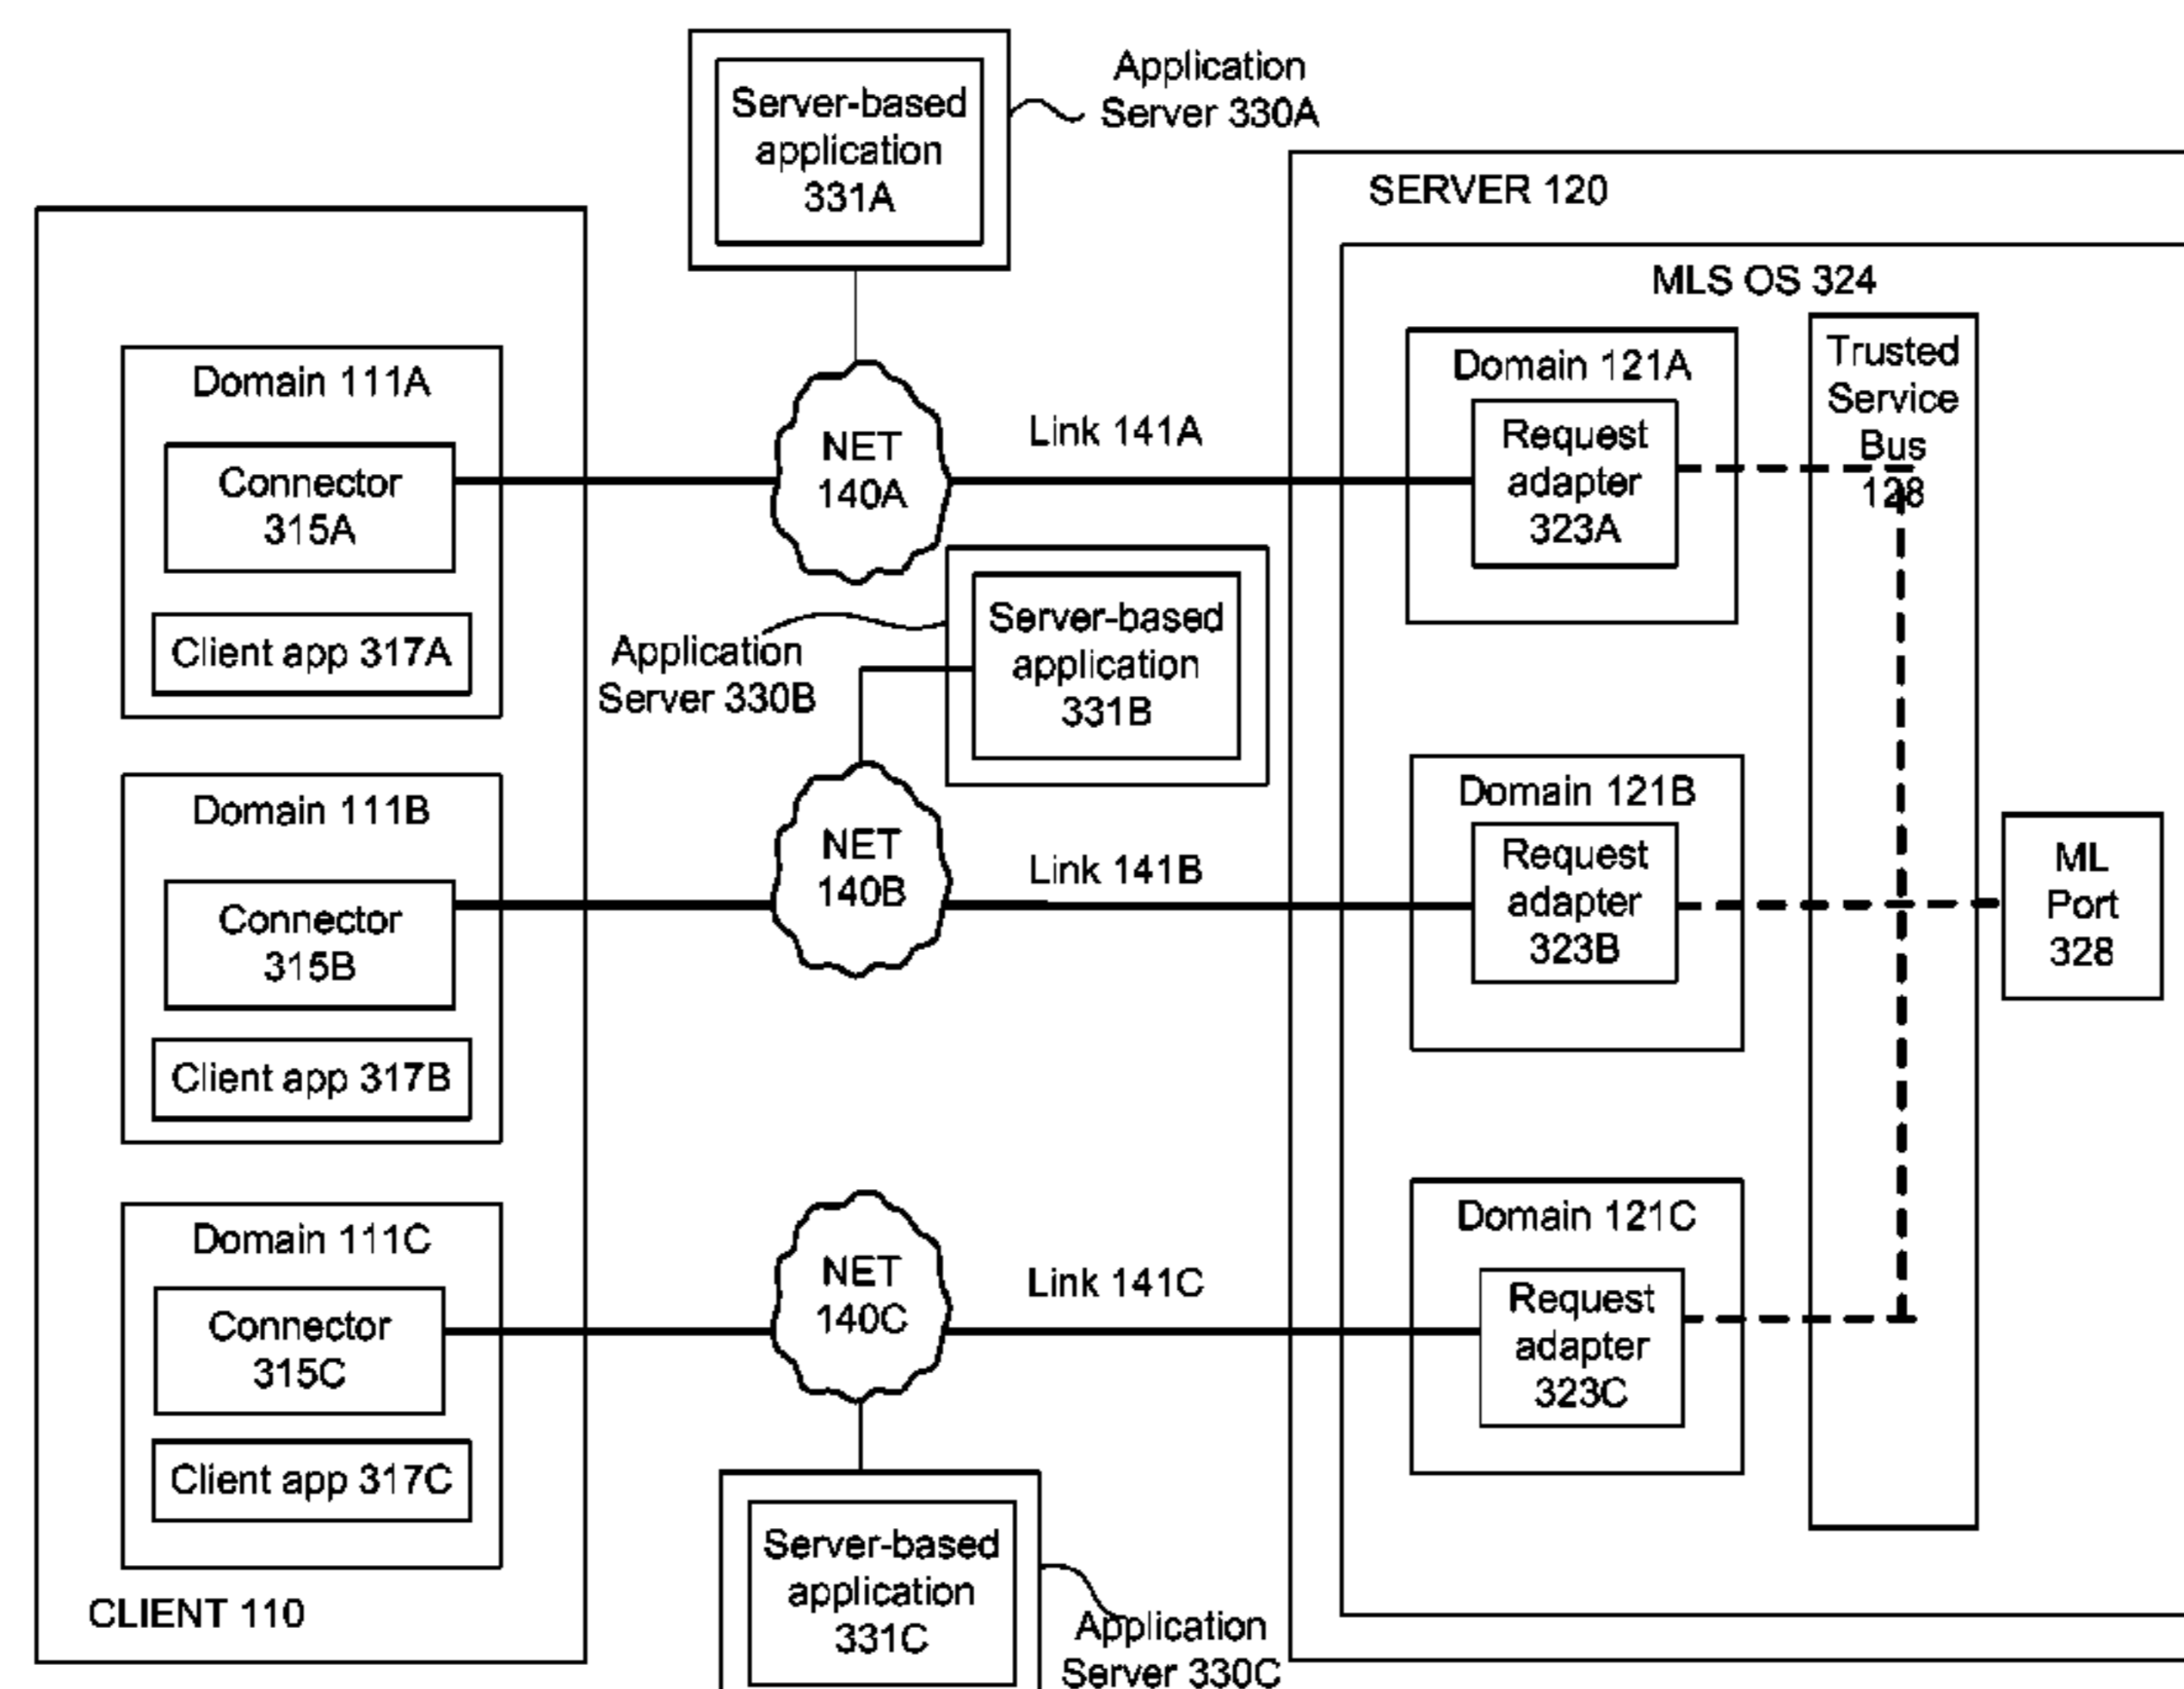 Server-based
application
331A
Application
Server 330A
SERVER 120
MLS OS 324
Domain 111A
Connector
315A
Client app 317A
NET
140A
Link 141A
Domain 121A
Request
adapter
323A
Trusted
Service
Bus
128
Application
Server 330B
Server-based
application
331B
Domain 111B
Connector
315B
Client app 317B
NET
140B
Link 141B
Domain 121B
Request
adapter
323B
ML
Port
328
Domain 111C
Connector
315C
Client app 317C
NET
140C
Link 141C
Domain 121C
Request
adapter
323C
CLIENT 110
Server-based
application
331C
Application
Server 330C